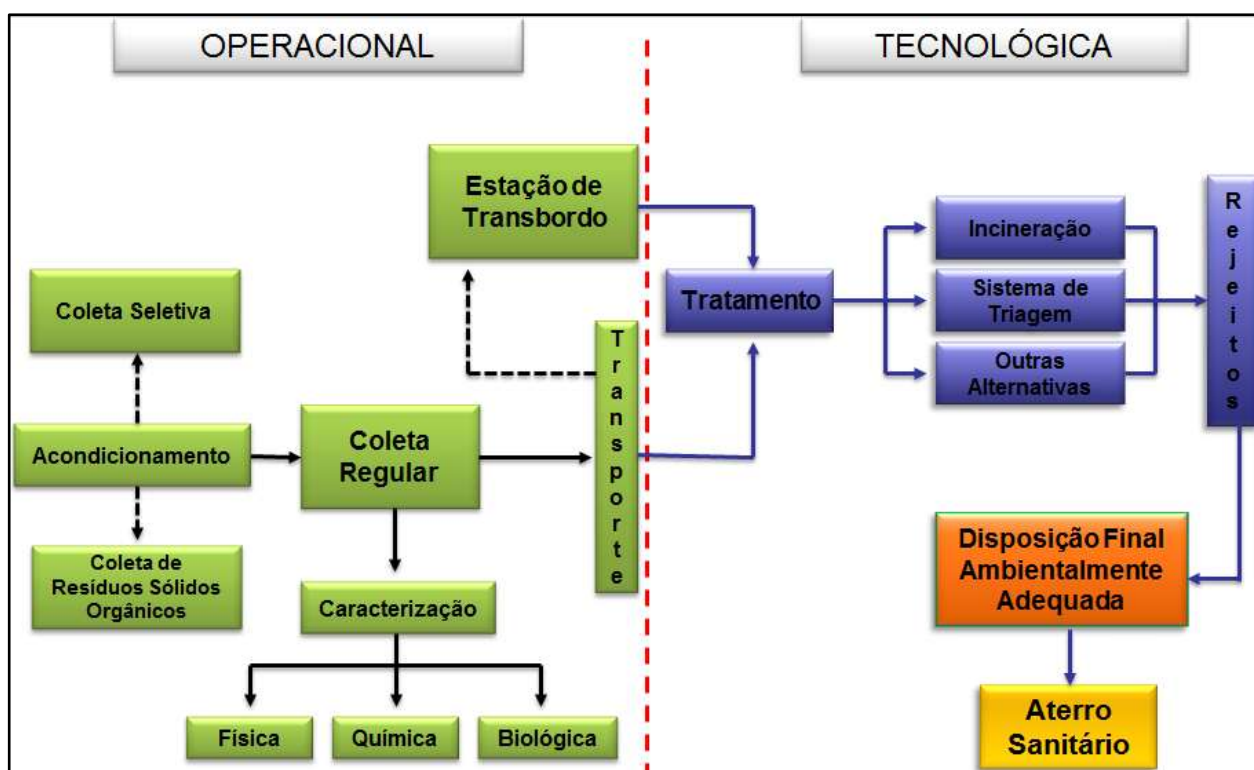 OPERACIONAL
TECNOLÓGICA
Estação de
Transbordo
Coleta Seletiva
Acondicionamento
Coleta de
Resíduos Sólidos
Orgânicos
Coleta
Regular
Transporte
Caracterização
Física
Química
Biológica
Tratamento
Incineração
Sistema de
Triagem
Outras
Alternativas
Rejeitos
Disposição Final
Ambientalmente
Adequada
Aterro
Sanitário